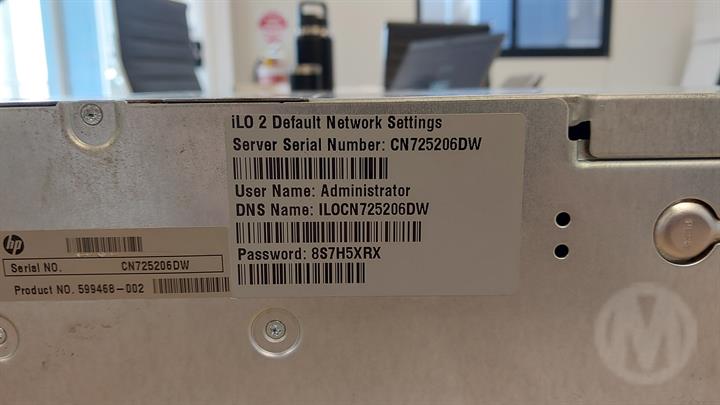 iLO 2 Default Network Settings
Server Serial Number: CN725206DW
User Name: Administrator
DNS Name: ILOCN725206DW
Password: 8S7H5XRX
hp
Serial NO. CN725206DW
Product NO. 599468-002
M